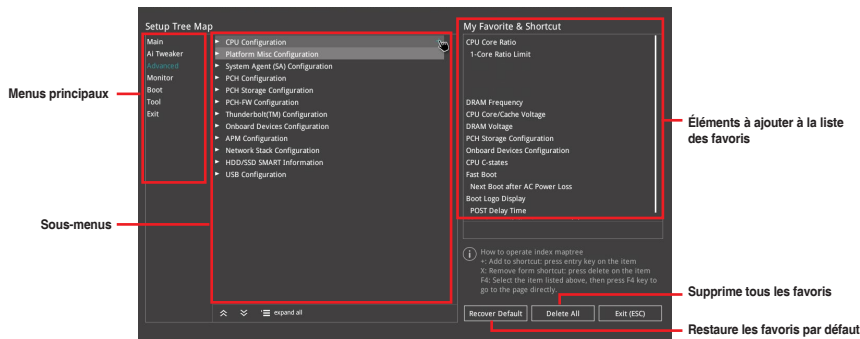 Setup Tree Map
Main
Ai Tweaker
Advanced
Monitor
Boot
Tool
Exit
CPU Configuration
Platform Misc Configuration
System Agent (SA) Configuration
PCH Configuration
PCH Storage Configuration
PCH-FW Configuration
Thunderbolt(TM) Configuration
Onboard Devices Configuration
APM Configuration
Network Stack Configuration
HDD/SSD SMART Information
USB Configuration
expand all
My Favorite & Shortcut
CPU Core Ratio
1-Core Ratio Limit
DRAM Frequency
CPU Core/Cache Voltage
DRAM Voltage
PCH Storage Configuration
Onboard Devices Configuration
CPU C-states
Fast Boot
Next Boot after AC Power Loss
Boot Logo Display
POST Delay Time
How to operate index maptree
+: Add to shortcut: press entry key on the item
X: Remove form shortcut: press delete on the item
F4: Select the item listed above, then press F4 key to
go to the page directly.
Recover Default
Delete All
Exit (ESC)
Menus principaux
Sous-menus
Éléments à ajouter à la liste
des favoris
Supprime tous les favoris
Restaure les favoris par défaut